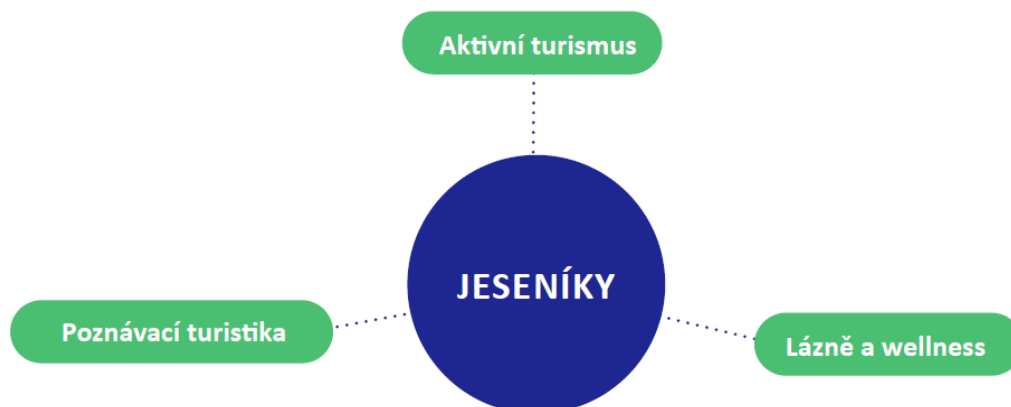 Aktivní turismus
JESENÍKY
Poznávací turistika
Lázně a wellness